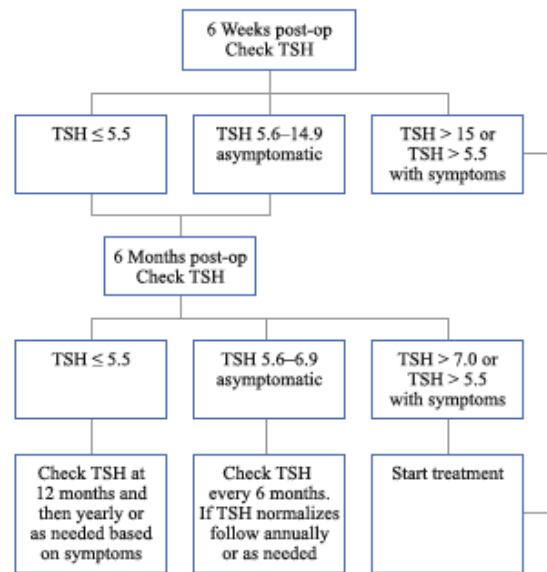 6 Weeks post-op
Check TSH
TSH ≤ 5.5
TSH 5.6–14.9
asymptomatic
TSH > 15 or
TSH > 5.5
with symptoms
6 Months post-op
Check TSH
TSH ≤ 5.5
TSH 5.6–6.9
asymptomatic
TSH > 7.0 or
TSH > 5.5
with symptoms
Check TSH at
12 months and
then yearly or
as needed based
on symptoms
Check TSH
every 6 months.
If TSH normalizes
follow annually
or as needed
Start treatment